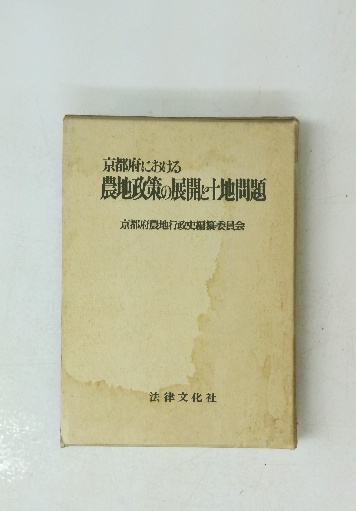 京都府における
農地政策の展開と土地問題
京都府農地行政史編纂委員会
法律文化社